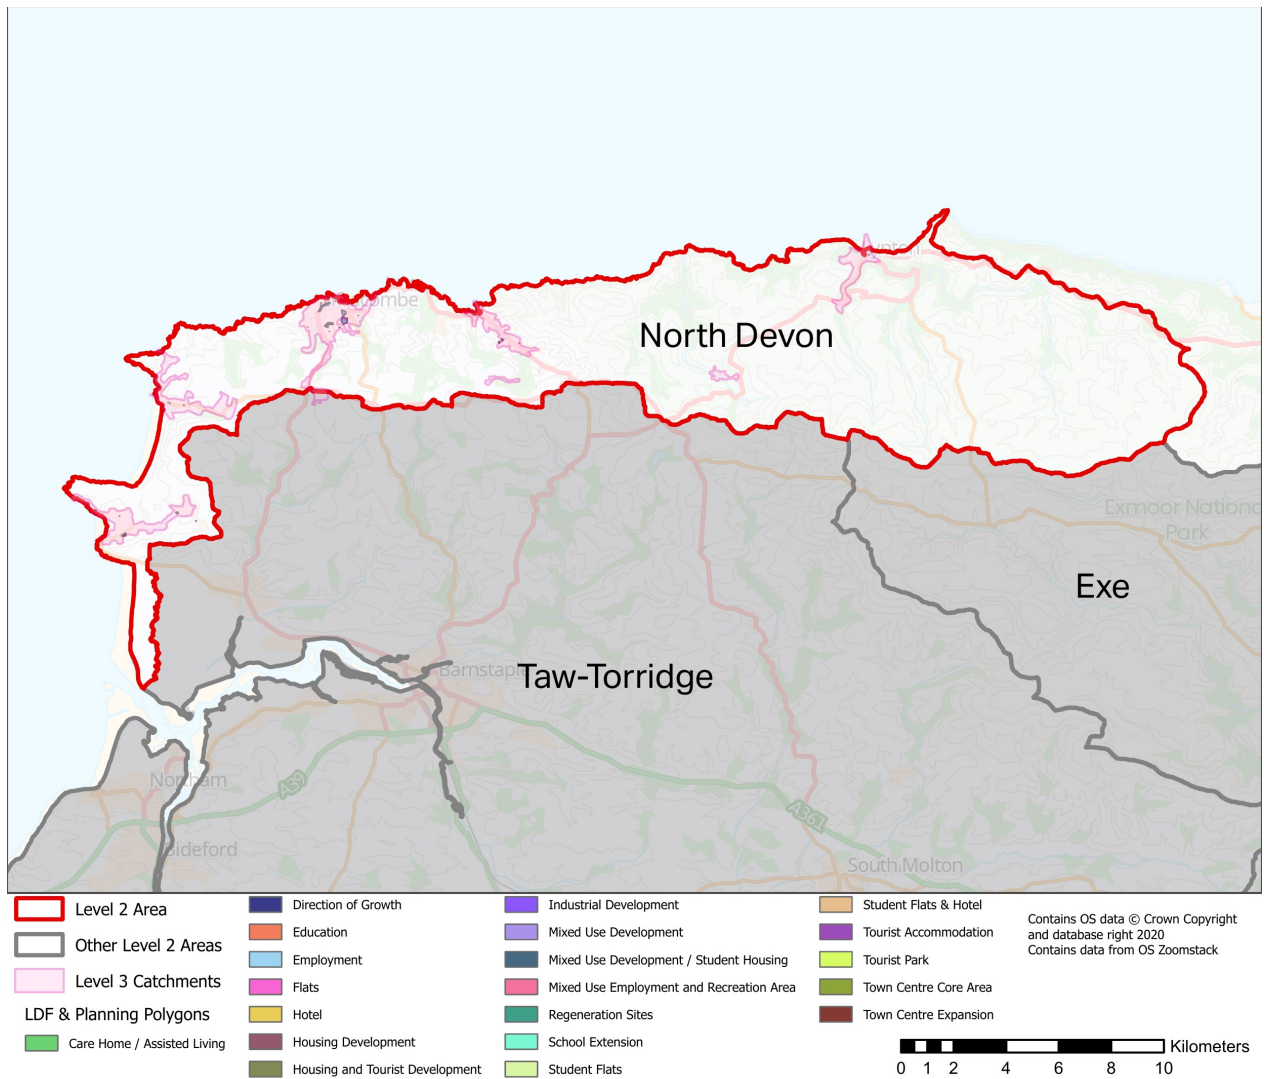 North Devon
Exmoor National
Park
Exe
Barnstaple
Taw-Torridge
Northam
A39
A361
Bideford
South Molton
Level 2 Area
Other Level 2 Areas
Level 3 Catchments
LDF & Planning Polygons
Care Home / Assisted Living
Direction of Growth
Education
Employment
Flats
Hotel
Housing Development
Housing and Tourist Development
Industrial Development
Mixed Use Development
Mixed Use Development / Student Housing
Mixed Use Employment and Recreation Area
Regeneration Sites
School Extension
Student Flats
Student Flats & Hotel
Tourist Accommodation
Tourist Park
Town Centre Core Area
Town Centre Expansion
Contains OS data © Crown Copyright
and database right 2020
Contains data from OS Zoomstack
Kilometers
0 1 2 4 6 8 10